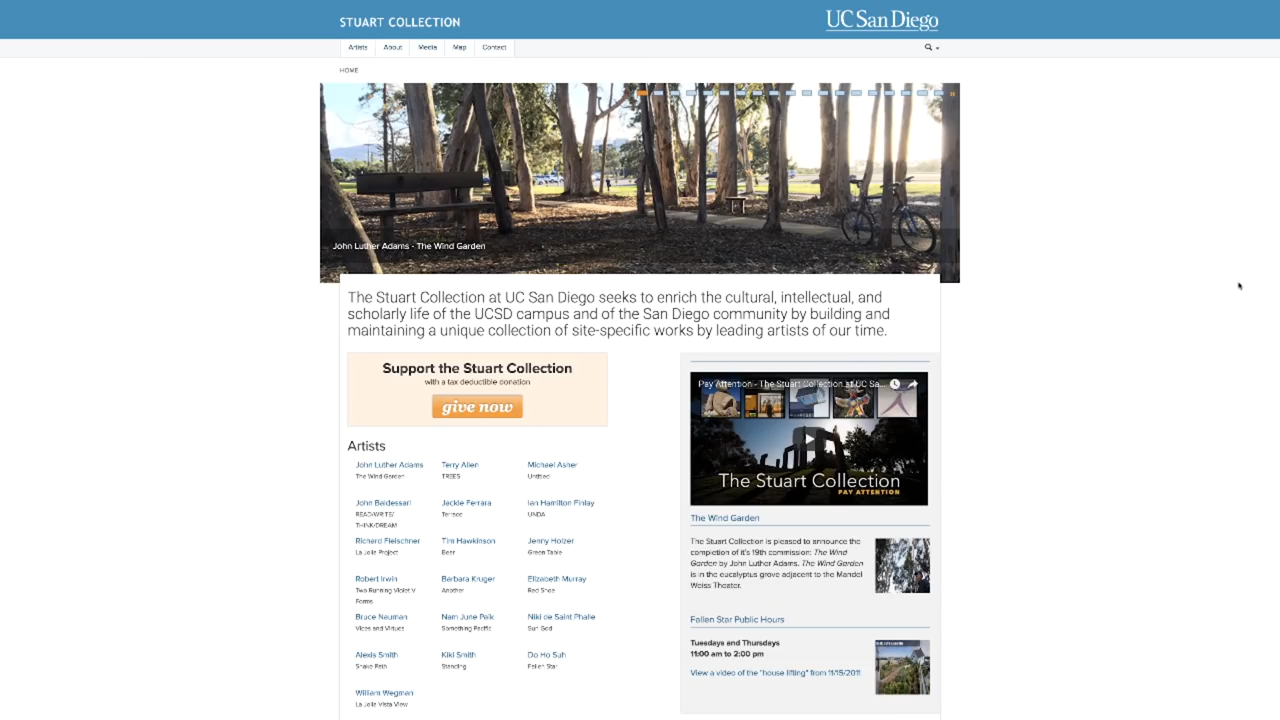 STUART COLLECTION
UC San Diego
Artists
About
Media
Map
Contact
HOME
John Luther Adams - The Wind Garden
The Stuart Collection at UC San Diego seeks to enrich the cultural, intellectual, and
scholarly life of the UCSD campus and of the San Diego community by building and
maintaining a unique collection of site-specific works by leading artists of our time.
Support the Stuart Collection
with a tax deductible donation
give now
Artists
John Luther Adams
The Wind Garden
Terry Allen
TREES
Michael Asher
Untitled
John Baldessari
READ/WRITE/
THINK/DREAM
Jackie Ferrara
Terrace
Ian Hamilton Finlay
UNDA
Richard Fleischner
La Jolla Project
Tim Hawkinson
Bear
Jenny Holzer
Green Table
Robert Irwin
Two Running Violet V
Forms
Barbara Kruger
Another
Elizabeth Murray
Red Shoe
Bruce Nauman
Vices and Virtues
Nam June Paik
Something Pacific
Niki de Saint Phalle
Sun God
Alexis Smith
Snake Path
Kiki Smith
Standing
Do Ho Suh
Fallen Star
William Wegman
La Jolla Vista View
Pay Attention - The Stuart Collection at UC Sa...
The Stuart Collection
PAY ATTENTION
The Wind Garden
The Stuart Collection is pleased to announce the
completion of it's 19th commission: The Wind
Garden by John Luther Adams. The Wind Garden
is in the eucalyptus grove adjacent to the Mandel
Weiss Theater.
Fallen Star Public Hours
Tuesdays and Thursdays
11:00 am to 2:00 pm
View a video of the "house lifting" from 11/15/2011